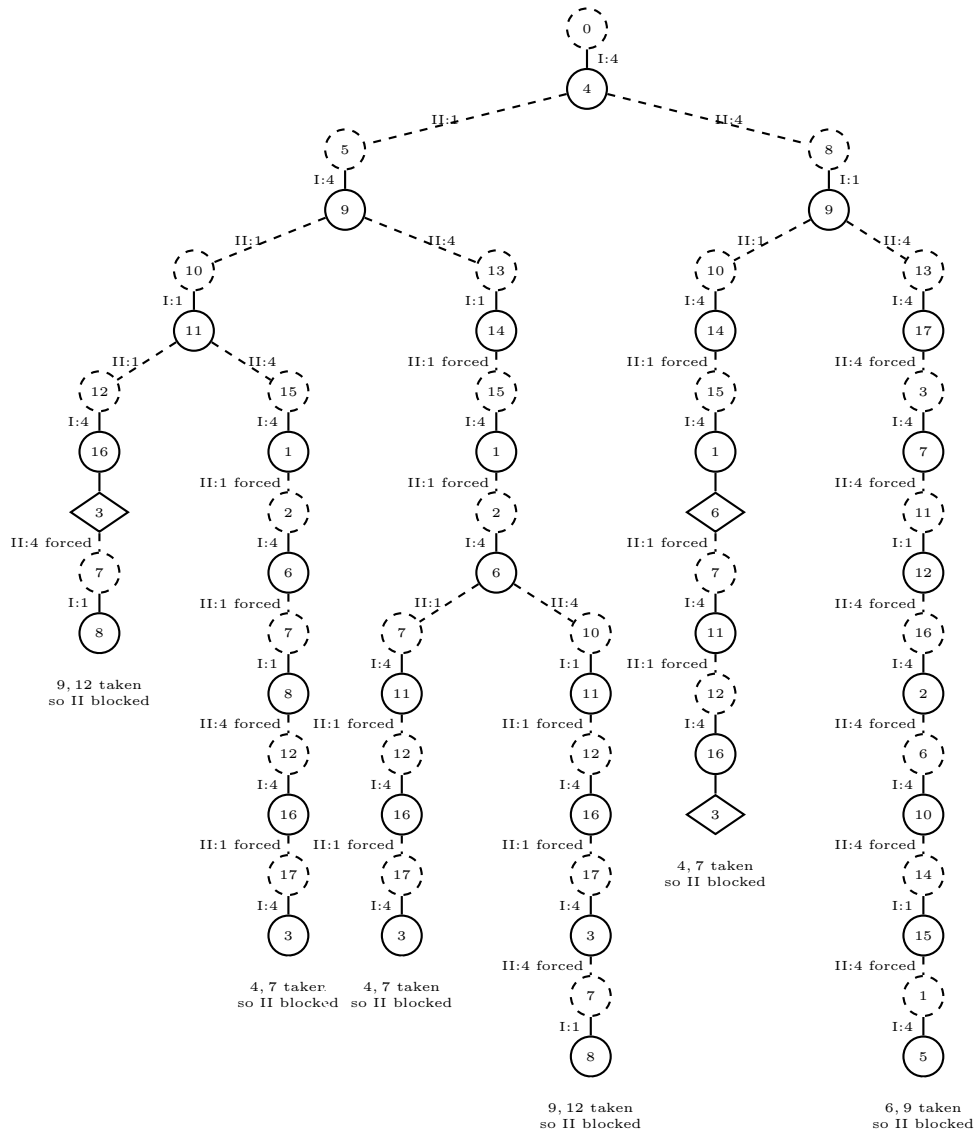 0
I:4
4
II:1 II:4
5 8
I:4 I:1
9 9
II:1 II:4 II:1 II:4
10 13 10 13
I:1 I:1 I:4 I:4
11 14 14 17
II:1 II:4 II:1 forced II:1 forced II:4 forced
12 15 15 15 3
I:4 I:4 I:4 I:4 I:4
16 1 1 1 7
II:1 forced II:1 forced II:4 forced
3 2 2 6 11
II:4 forced I:4 I:4 II:1 forced I:1
7 6 6 7 12
I:1 II:1 forced II:1 II:4 I:4 II:4 forced
8 7 7 10 11 16
I:1 I:4 I:1 II:1 forced I:4
9, 12 taken
so II blocked
8 11 11 12 2
II:4 forced II:1 forced II:1 forced I:4 II:4 forced
12 12 12 16 6
I:4 I:4 I:4 I:4
16 16 16 3 10
II:1 forced II:1 forced II:1 forced II:4 forced
4, 7 taken
so II blocked
17 17 17 14
I:4 I:4 I:4 I:1
3 3 3 15
II:4 forced II:4 forced
4, 7 taken 4, 7 taken
so II blocked so II blocked
7 1
I:1 I:4
8 5
9, 12 taken 6, 9 taken
so II blocked so II blocked